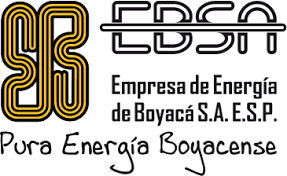 EBSA
Empresa de Energía
de Boyacá S.A. E.S.P.
Pura Energía Boyacense